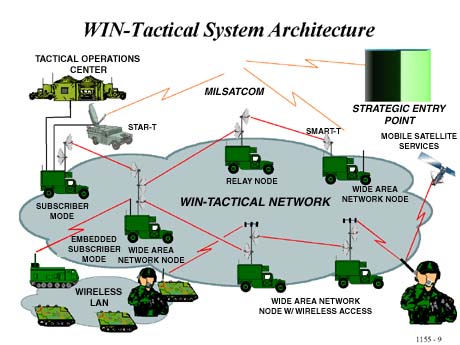 WIN-Tactical System Architecture
TACTICAL OPERATIONS
CENTER
MILSATCOM
STRATEGIC ENTRY
POINT
STAR-T
SMART-T
MOBILE SATELLITE
SERVICES
RELAY NODE
WIDE AREA
NETWORK NODE
SUBSCRIBER
MODE
WIN-TACTICAL NETWORK
EMBEDDED
SUBSCRIBER
MODE
WIDE AREA
NETWORK NODE
WIRELESS
LAN
WIDE AREA NETWORK
NODE W/ WIRELESS ACCESS
1155 - 9